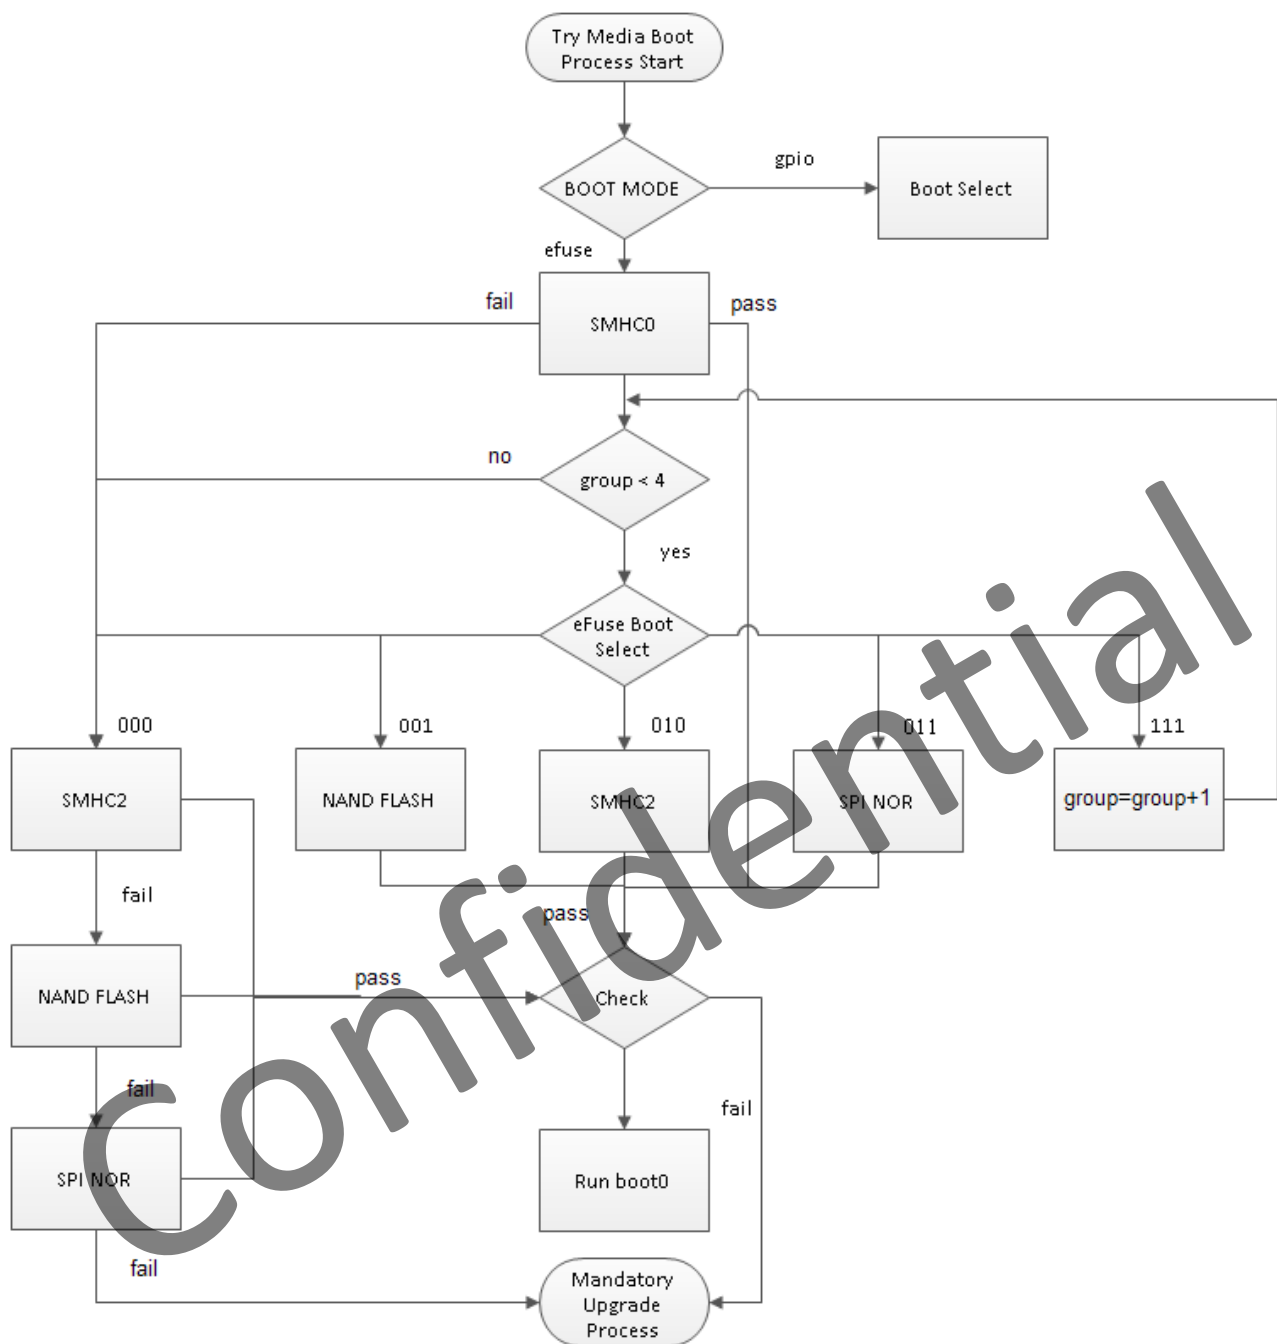 Try Media Boot
Process Start
BOOT MODE
gpio
Boot Select
efuse
fail
SMHC0
pass
group < 4
no
yes
eFuse Boot
Select
000
001
010
011
111
SMHC2
NAND FLASH
SMHC2
SPI NOR
group=group+1
fail
pass
NAND FLASH
pass
Check
fail
fail
SPI NOR
Run boot0
fail
Mandatory
Upgrade
Process
Confidential